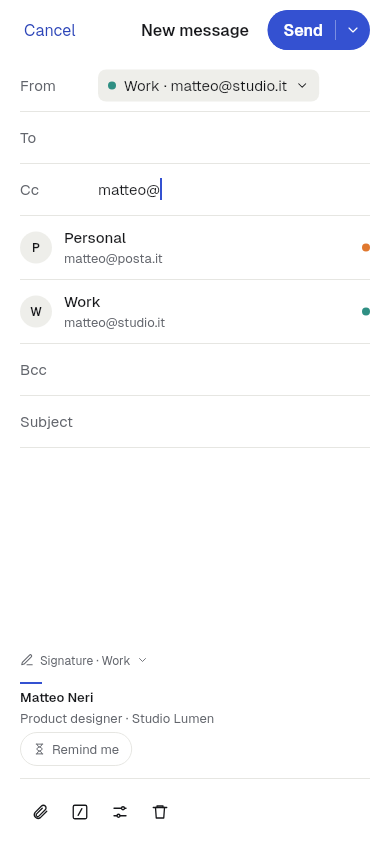 Cancel New message Send
From Work · matteo@studio.it
To
Cc matteo@
P Personal
matteo@posta.it
W Work
matteo@studio.it
Bcc
Subject
Signature · Work
Matteo Neri
Product designer · Studio Lumen
Remind me